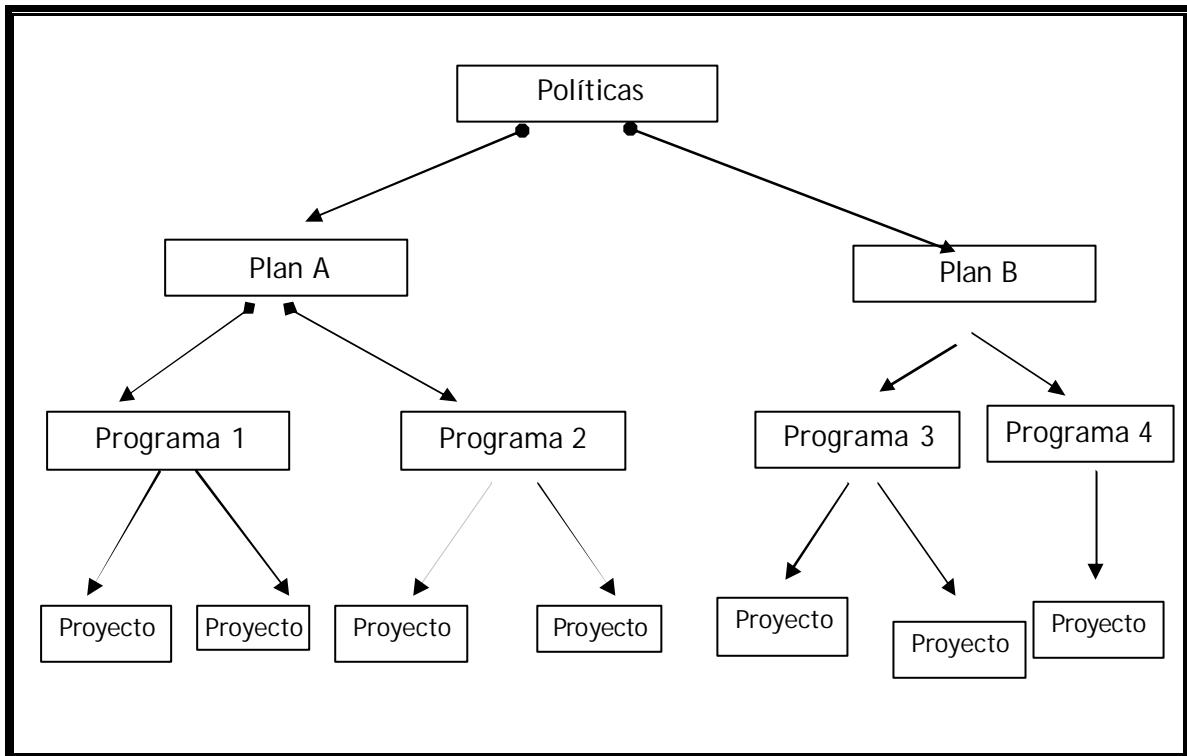 Políticas
Plan A
Plan B
Programa 1
Programa 2
Programa 3
Programa 4
Proyecto
Proyecto
Proyecto
Proyecto
Proyecto
Proyecto
Proyecto